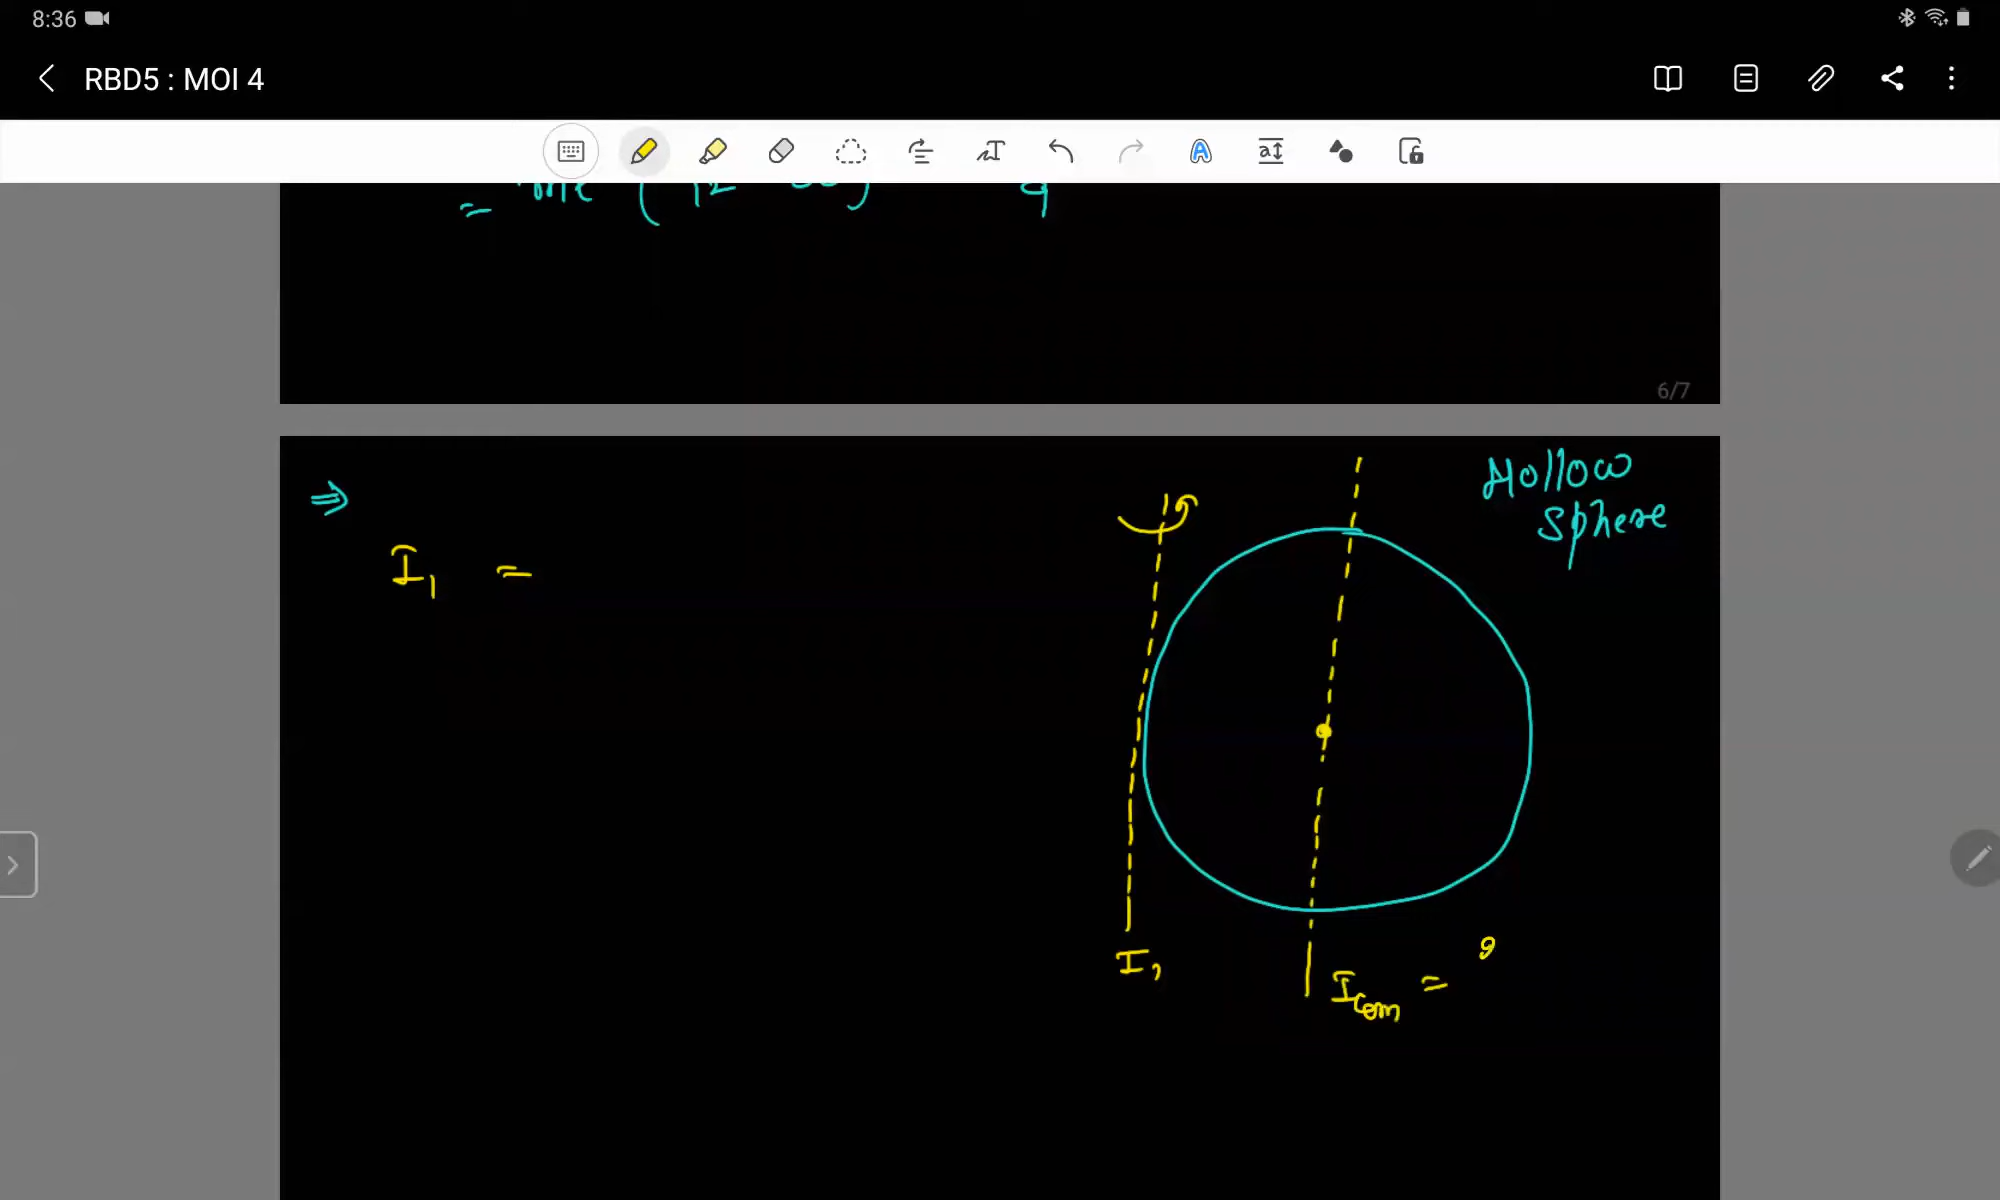 8:36
RBD5 : MOI 4
6/7
⇒
Hollow
sphere
I₁ =
I₁
Icom =